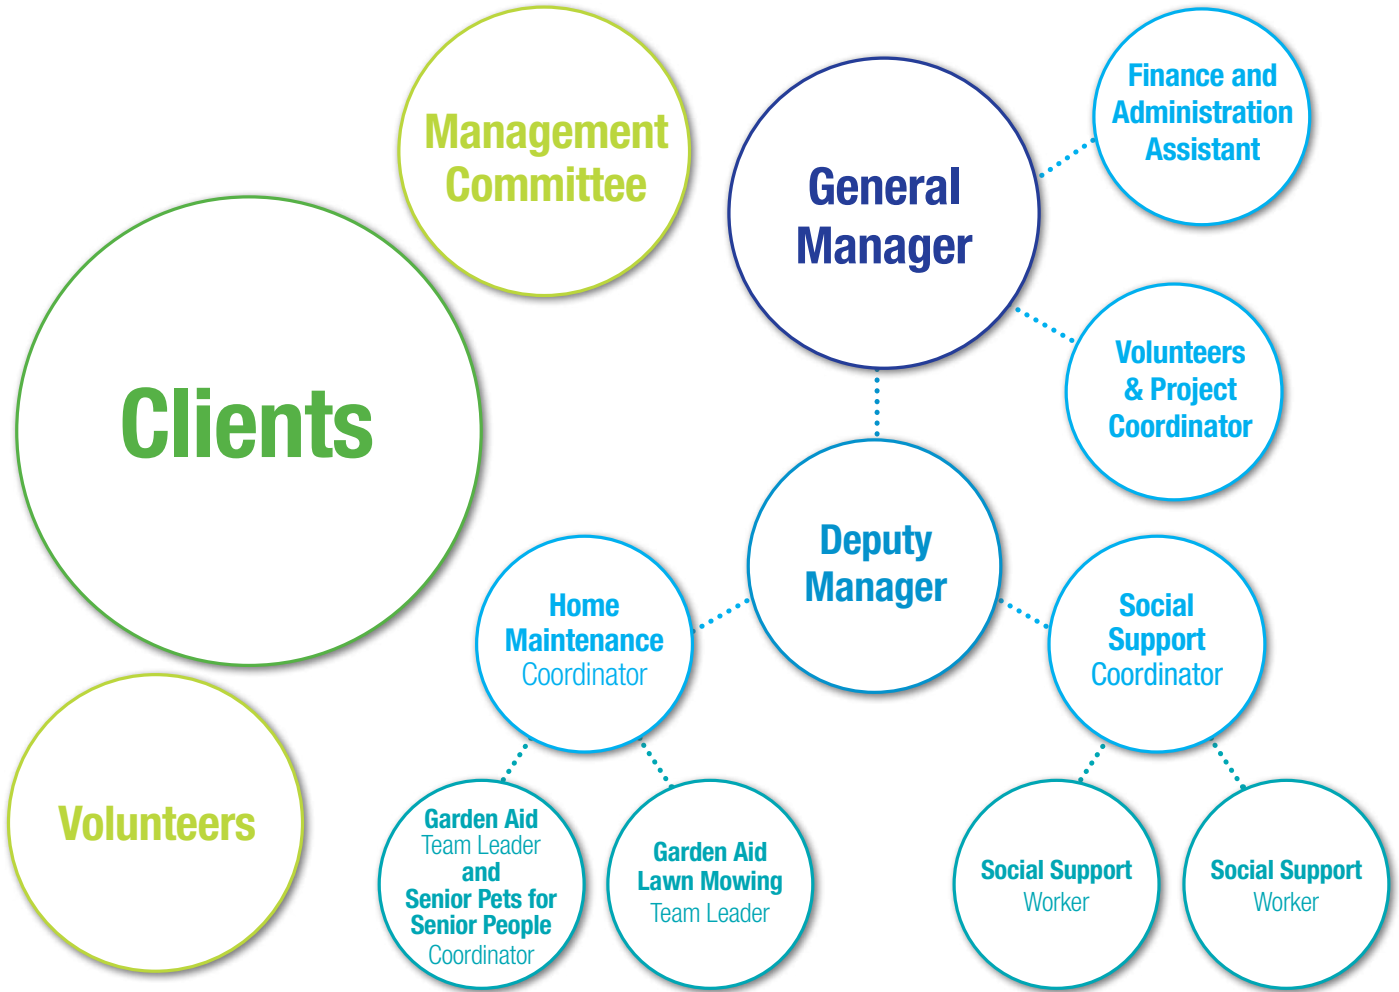 Management
Committee
General
Manager
Finance and
Administration
Assistant
Clients
Volunteers
& Project
Coordinator
Deputy
Manager
Home
Maintenance
Coordinator
Social
Support
Coordinator
Volunteers
Garden Aid
Team Leader
and
Senior Pets for
Senior People
Coordinator
Garden Aid
Lawn Mowing
Team Leader
Social Support
Worker
Social Support
Worker